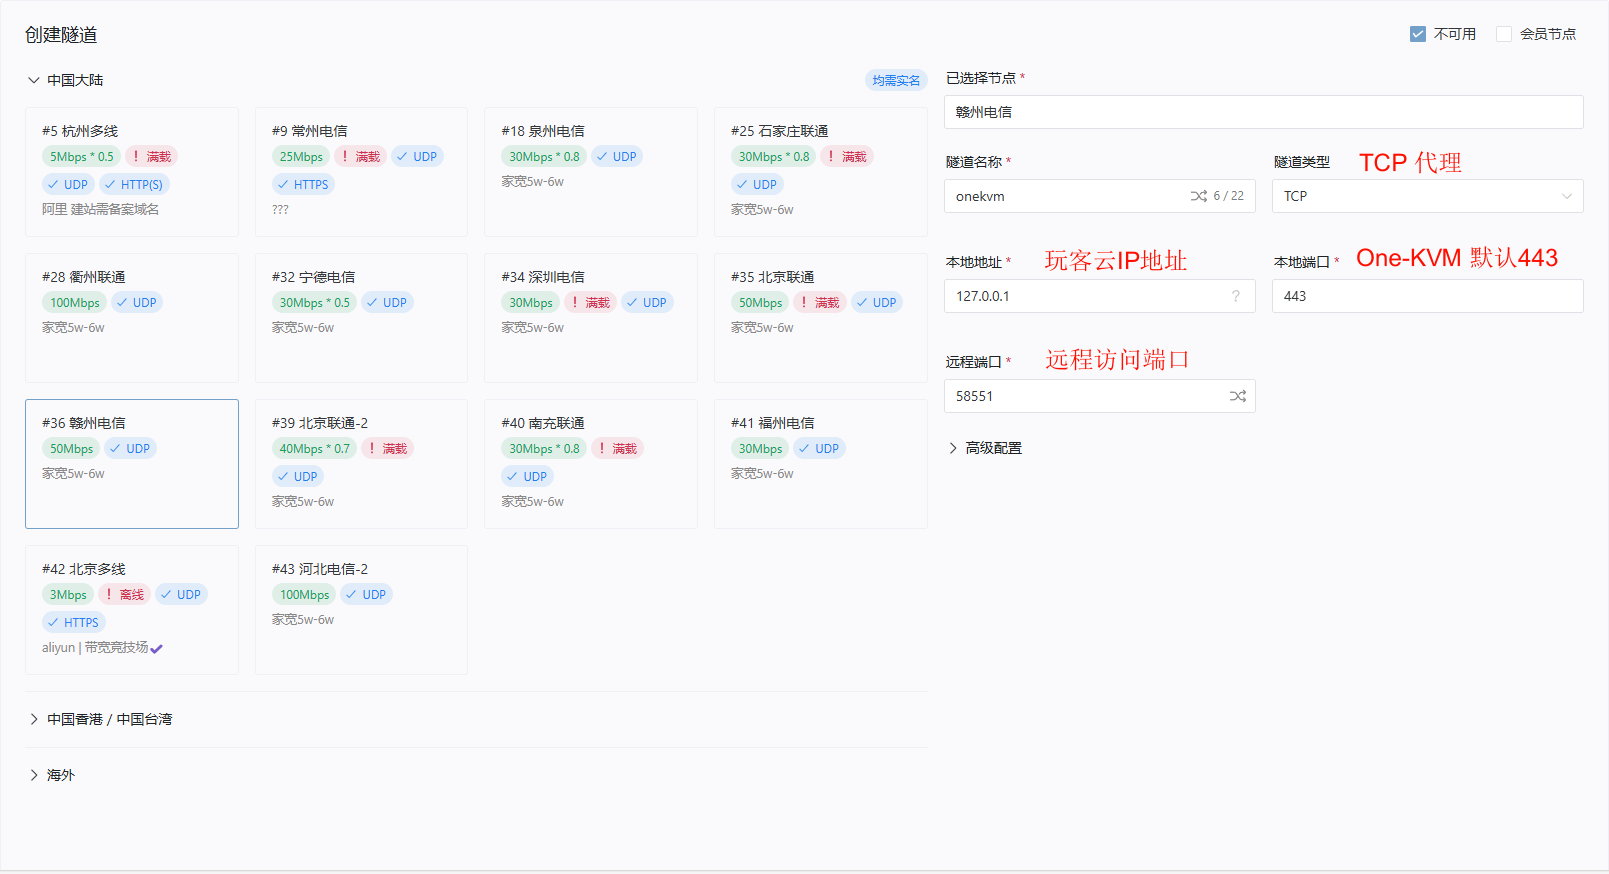 创建隧道
不可用
会员节点
中国大陆
均需实名
#5 杭州多线
5Mbps * 0.5
! 满载
UDP
HTTP(S)
阿里 建站需备案域名
#9 常州电信
25Mbps
! 满载
UDP
HTTPS
???
#18 泉州电信
30Mbps * 0.8
UDP
家宽5w-6w
#25 石家庄联通
30Mbps * 0.8
! 满载
UDP
家宽5w-6w
#28 衢州联通
100Mbps
UDP
家宽5w-6w
#32 宁德电信
30Mbps * 0.5
UDP
家宽5w-6w
#34 深圳电信
30Mbps
! 满载
UDP
家宽5w-6w
#35 北京联通
50Mbps
! 满载
UDP
家宽5w-6w
#36 赣州电信
50Mbps
UDP
家宽5w-6w
#39 北京联通-2
40Mbps * 0.7
! 满载
UDP
家宽5w-6w
#40 南充联通
30Mbps * 0.8
! 满载
UDP
家宽5w-6w
#41 福州电信
30Mbps
UDP
家宽5w-6w
#42 北京多线
3Mbps
! 离线
UDP
HTTPS
aliyun | 带宽竞技场
#43 河北电信-2
100Mbps
UDP
家宽5w-6w
中国香港 / 中国台湾
海外
已选择节点 *
赣州电信
隧道名称 *
onekvm
6 / 22
隧道类型
TCP 代理
TCP
本地地址 *
玩客云IP地址
127.0.0.1
?
本地端口 *
One-KVM 默认443
443
远程端口 *
远程访问端口
58551
高级配置